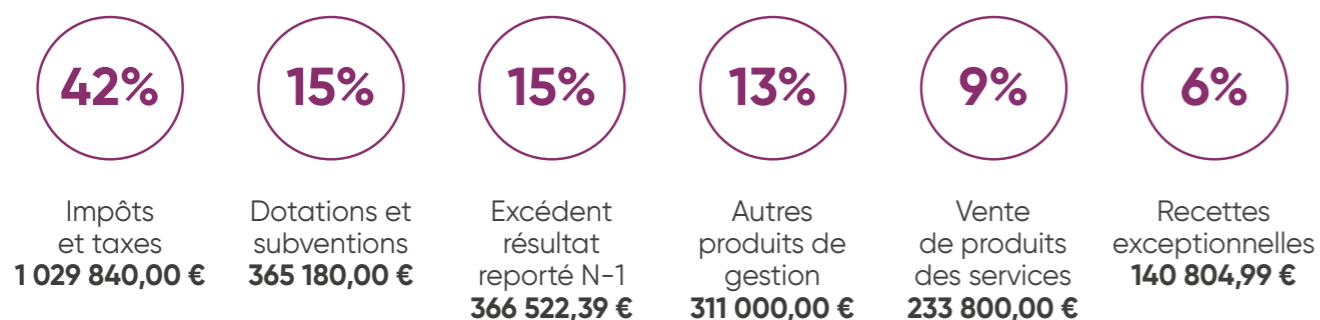 42%
15%
15%
13%
9%
6%
Impôts
et taxes
1 029 840,00 €
Dotations et
subventions
365 180,00 €
Excédent
résultat
reporté N-1
366 522,39 €
Autres
produits de
gestion
311 000,00 €
Vente
de produits
des services
233 800,00 €
Recettes
exceptionnelles
140 804,99 €